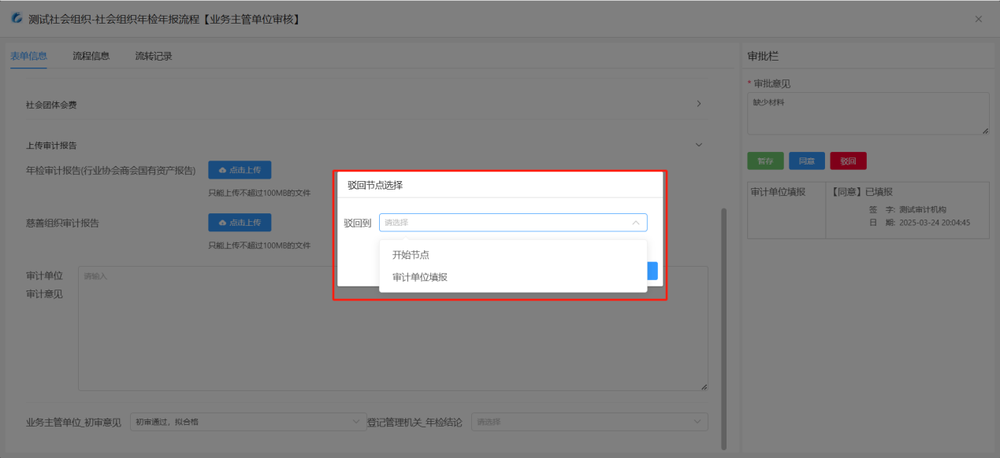 测试社会组织-社会组织年检年报流程【业务主管单位审核】
表单信息 流程信息 流转记录
社会团体会费
上传审计报告
年检审计报告(行业协会商会国有资产报告) 点击上传
只能上传不超过100MB的文件
慈善组织审计报告 点击上传
只能上传不超过100MB的文件
审计单位
审计意见
请输入
业务主管单位_初审意见 初审通过，拟合格 登记管理机关_年检结论 请选择
驳回节点选择
驳回到 请选择
开始节点
审计单位填报
审批栏
* 审批意见
缺少材料
暂存 同意 驳回
审计单位填报 【同意】已填报
签 字: 测试审计机构
日 期: 2025-03-24 20:04:45